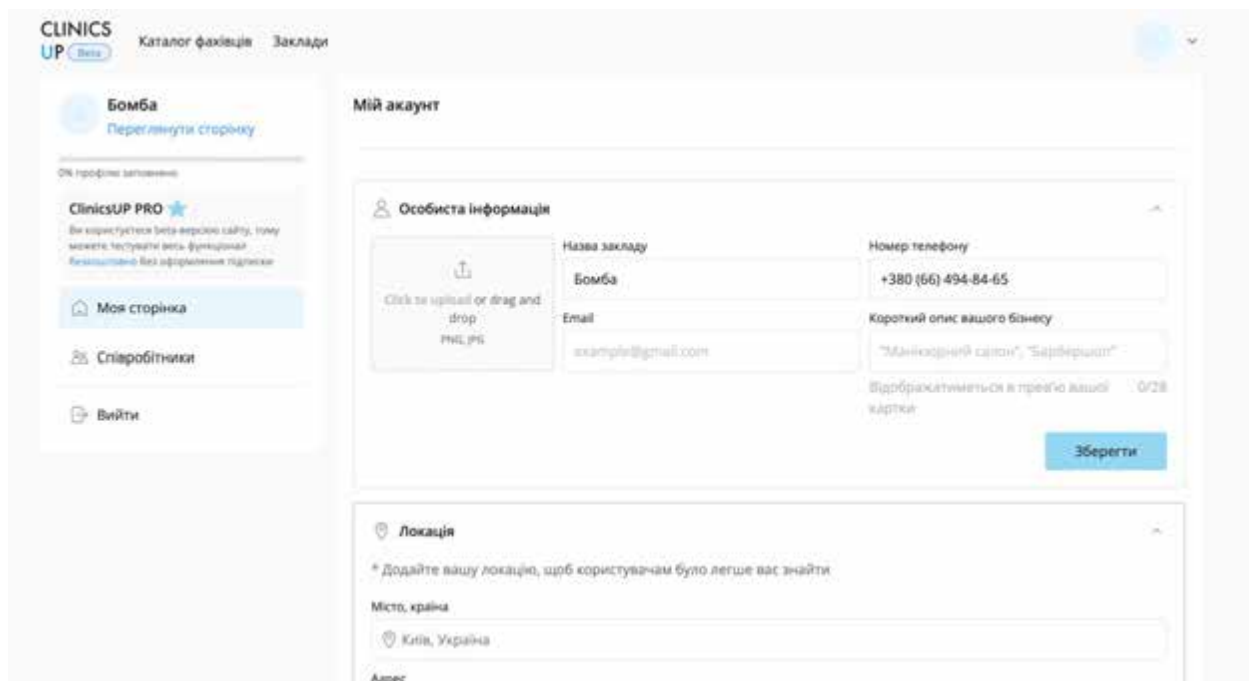 CLINICS
UP Beta
Каталог фахівців Заклади
Бомба
Переглянути сторінку
0% профілю заповнено
ClinicsUP PRO
Ви користуєтеся beta-версією сайту, тому
можете тестувати весь функціонал
безкоштовно без оформлення підписки
Моя сторінка
Співробітники
Вийти
Мій акаунт
Особиста інформація
Click to upload or drag and
drop
PNG, JPG
Назва закладу
Бомба
Номер телефону
+380 (66) 494-84-65
Email
example@gmail.com
Короткий опис вашого бізнесу
"Манікюрний салон", "Барбершоп"
Відображатиметься в прев'ю вашої 0/28
картки
Зберегти
Локація
* Додайте вашу локацію, щоб користувачам було легше вас знайти
Місто, країна
Київ, Україна
Адрес